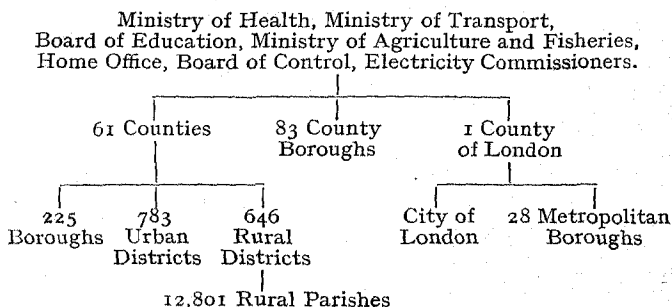 Ministry of Health, Ministry of Transport,
Board of Education, Ministry of Agriculture and Fisheries,
Home Office, Board of Control, Electricity Commissioners.
61 Counties
83 County
Boroughs
1 County
of London
225
Boroughs
783
Urban
Districts
646
Rural
Districts
City of
London
28 Metropolitan
Boroughs
12,801 Rural Parishes